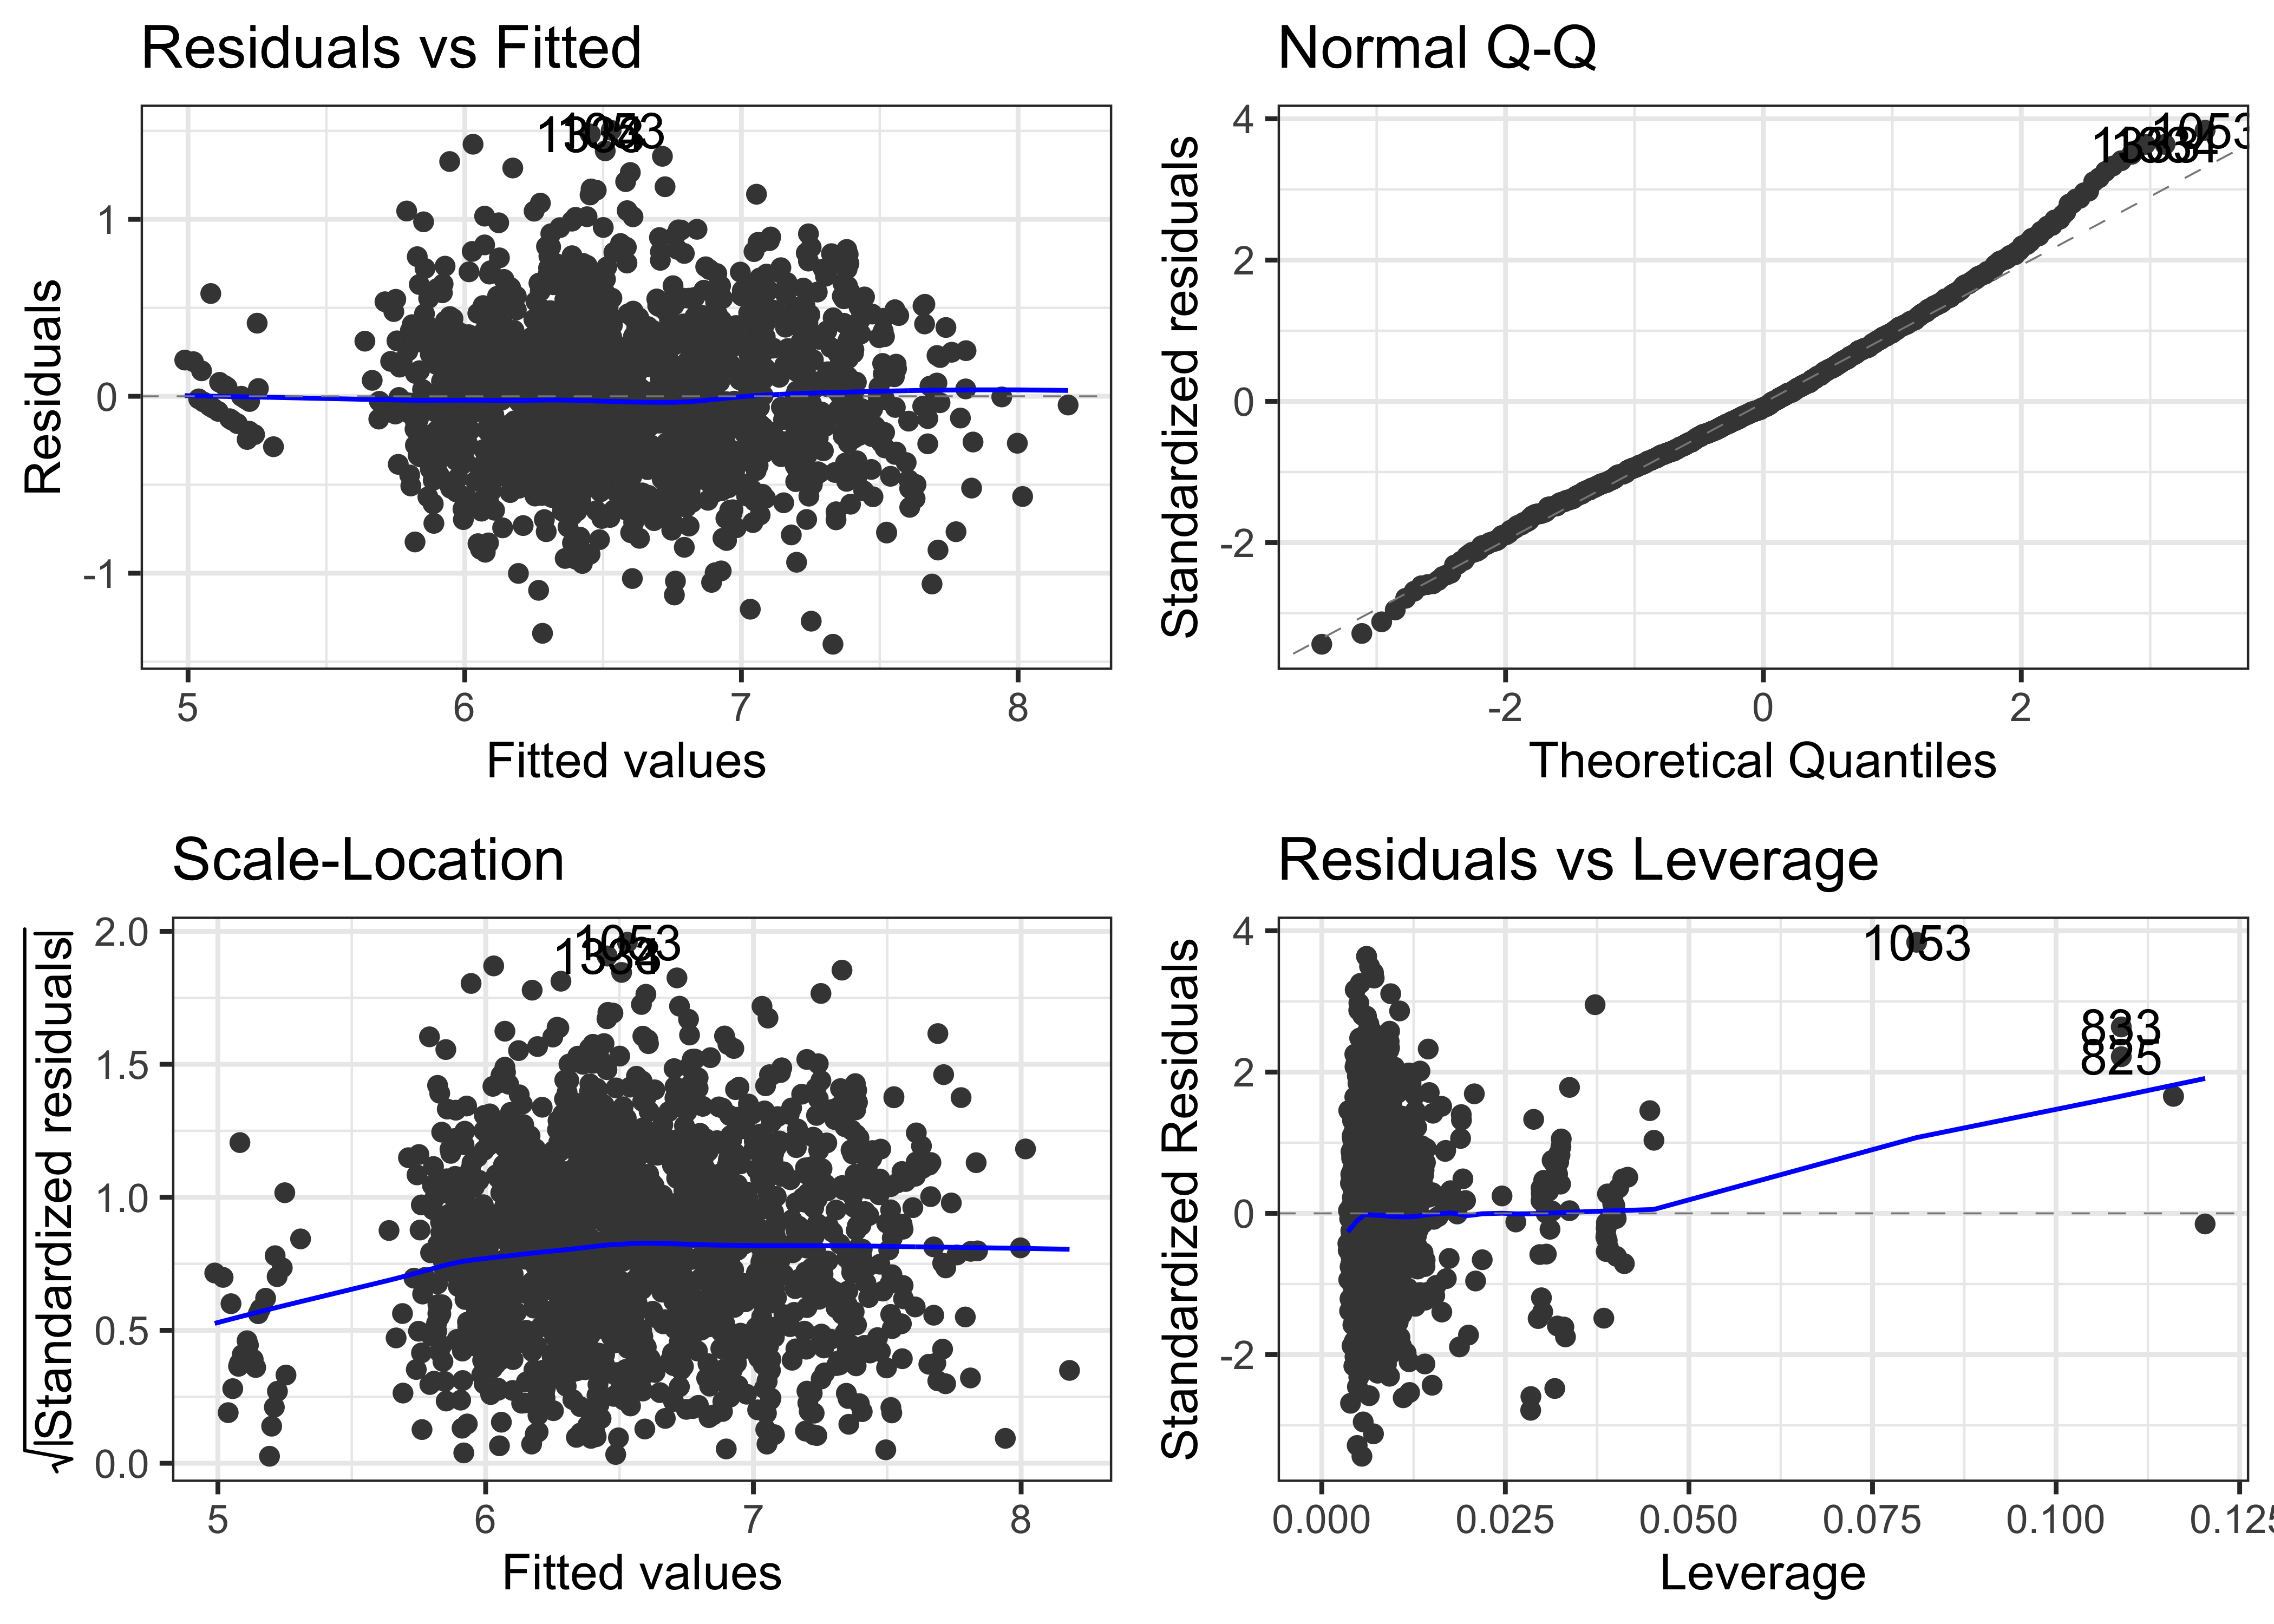 Residuals vs Fitted
1053
1
0
-1
Residuals
5 6 7 8
Fitted values
Normal Q-Q
1053
4
2
0
-2
Standardized residuals
-2 0 2
Theoretical Quantiles
Scale-Location
1053
2.0
1.5
1.0
0.5
0.0
√|Standardized residuals|
5 6 7 8
Fitted values
Residuals vs Leverage
1053
833
825
4
2
0
-2
Standardized Residuals
0.000 0.025 0.050 0.075 0.100
Leverage